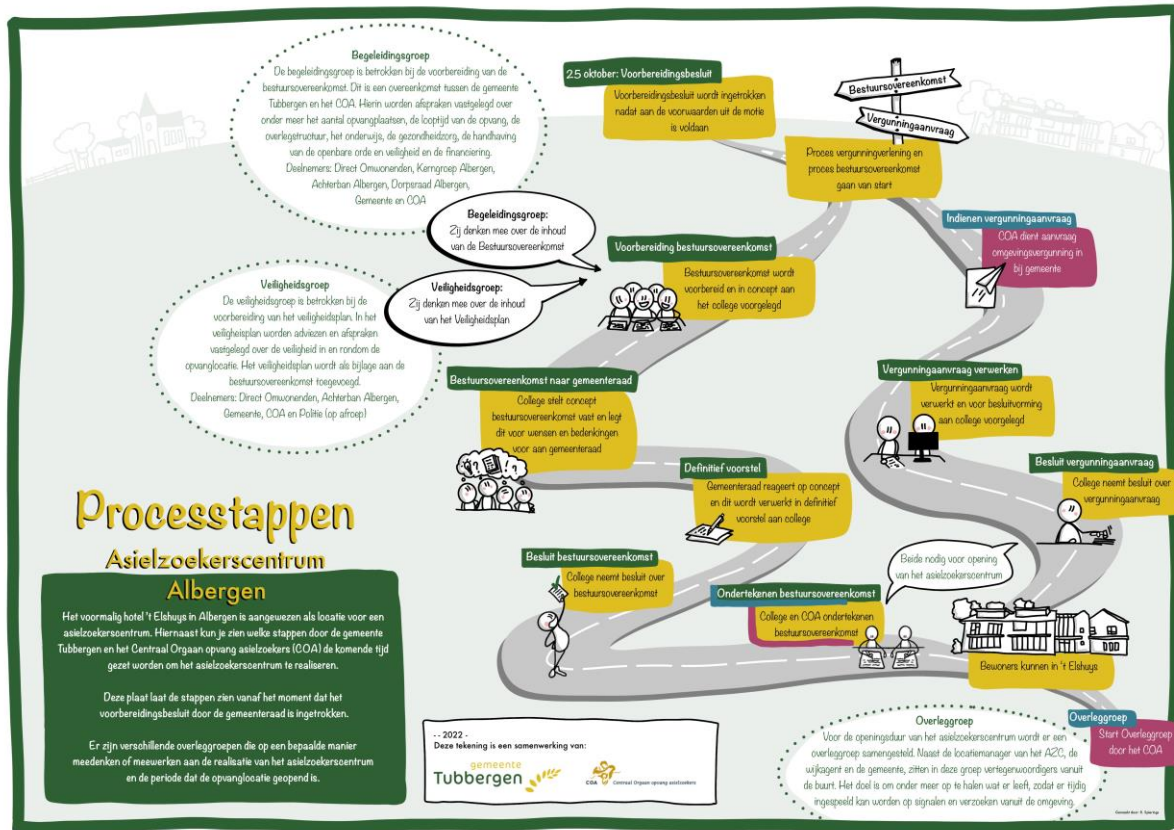 Begeleidingsgroep
De begeleidingsgroep is betrokken bij de voorbereiding van de
bestuursovereenkomst. Dit is een overeenkomst tussen de gemeente
Tubbergen en het COA. Hierin worden afspraken vastgelegd over
onder meer het aantal opvangplaatsen, de looptijd van de opvang, de
overlegstructuur, het onderwijs, de gezondheidzorg, de handhaving
van de openbare orde en veiligheid en de financiering.
Deelnemers: Direct Omwonenden, Kerngroep Albergen,
Achterban Albergen, Dorpsraad Albergen,
Gemeente en COA
25 oktober: Voorbereidingsbesluit
Voorbereidingsbesluit wordt ingetrokken
nadat aan de voorwaarden uit de motie
is voldaan
Bestuursovereenkomst
Vergunningaanvraag
Proces vergunningverlening en
proces bestuursovereenkomst
gaan van start
Begeleidingsgroep:
Zij denken mee over de inhoud
van de Bestuursovereenkomst
Veiligheidsgroep:
Zij denken mee over de inhoud
van het Veiligheidsplan
Voorbereiding bestuursovereenkomst
Bestuursovereenkomst wordt
voorbereid en in concept aan
het college voorgelegd
Indienen vergunningaanvraag
COA dient aanvraag
omgevingsvergunning in
bij gemeente
Veiligheidsgroep
De veiligheidsgroep is betrokken bij de
voorbereiding van het veiligheidsplan. In het
veiligheisplan worden adviezen en afspraken
vastgelegd over de veiligheid in en rondom de
opvanglocatie. Het veiligheidsplan wordt als bijlage aan de
bestuursovereenkomst toegevoegd.
Deelnemers: Direct Omwonenden, Achterban Albergen,
Gemeente, COA en Politie (op afroep)
Bestuursovereenkomst naar gemeenteraad
College stelt concept
bestuursovereenkomst vast en legt
dit voor wensen en bedenkingen
voor aan gemeenteraad
Vergunningaanvraag verwerken
Vergunningaanvraag wordt
verwerkt en voor besluitvorming
aan college voorgelegd
Definitief voorstel
Gemeenteraad reageert op concept
en dit wordt verwerkt in definitief
voorstel aan college
Besluit vergunningaanvraag
College neemt besluit over
vergunningaanvraag
Besluit bestuursovereenkomst
College neemt besluit over
bestuursovereenkomst
Ondertekenen bestuursovereenkomst
College en COA ondertekenen
bestuursovereenkomst
Beide nodig voor opening
van het asielzoekerscentrum
Bewoners kunnen in 't Elshuys
Processtappen
Asielzoekerscentrum
Albergen
Het voormalig hotel 't Elshuys in Albergen is aangewezen als locatie voor een
asielzoekerscentrum. Hiernaast kun je zien welke stappen door de gemeente
Tubbergen en het Centraal Orgaan opvang asielzoekers (COA) de komende tijd
gezet worden om het asielzoekerscentrum te realiseren.
Deze plaat laat de stappen zien vanaf het moment dat het
voorbereidingsbesluit door de gemeenteraad is ingetrokken.
Er zijn verschillende overleggroepen die op een bepaalde manier
meedenken of meewerken aan de realisatie van het asielzoekerscentrum
en de periode dat de opvanglocatie geopend is.
- - 2022 -
Deze tekening is een samenwerking van:
gemeente
Tubbergen
COA Centraal Orgaan opvang asielzoekers
Overleggroep
Voor de openingsduur van het asielzoekerscentrum wordt er een
overleggroep samengesteld. Naast de locatiemanager van het AZC, de
wijkagent en de gemeente, zitten in deze groep vertegenwoordigers vanuit
de buurt. Het doel is om onder meer op te halen wat er leeft, zodat er tijdig
ingespeeld kan worden op signalen en verzoeken vanuit de omgeving.
Overleggroep
Start Overleggroep
door het COA